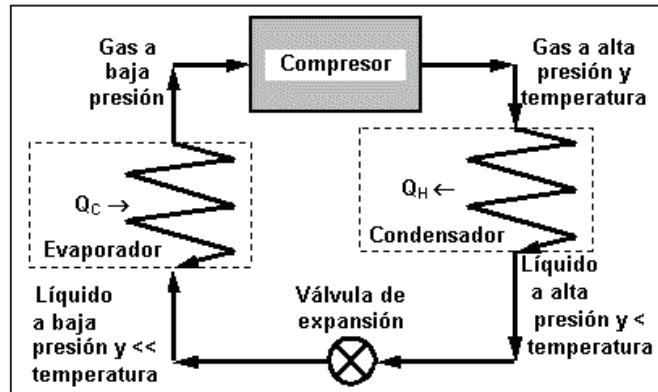 Gas a
baja
presión
Compresor
Gas a alta
presión y
temperatura
Q_C →
Evaporador
Q_H ←
Condensador
Líquido
a baja
presión y <<
temperatura
Válvula de
expansión
Líquido
a alta
presión y <
temperatura